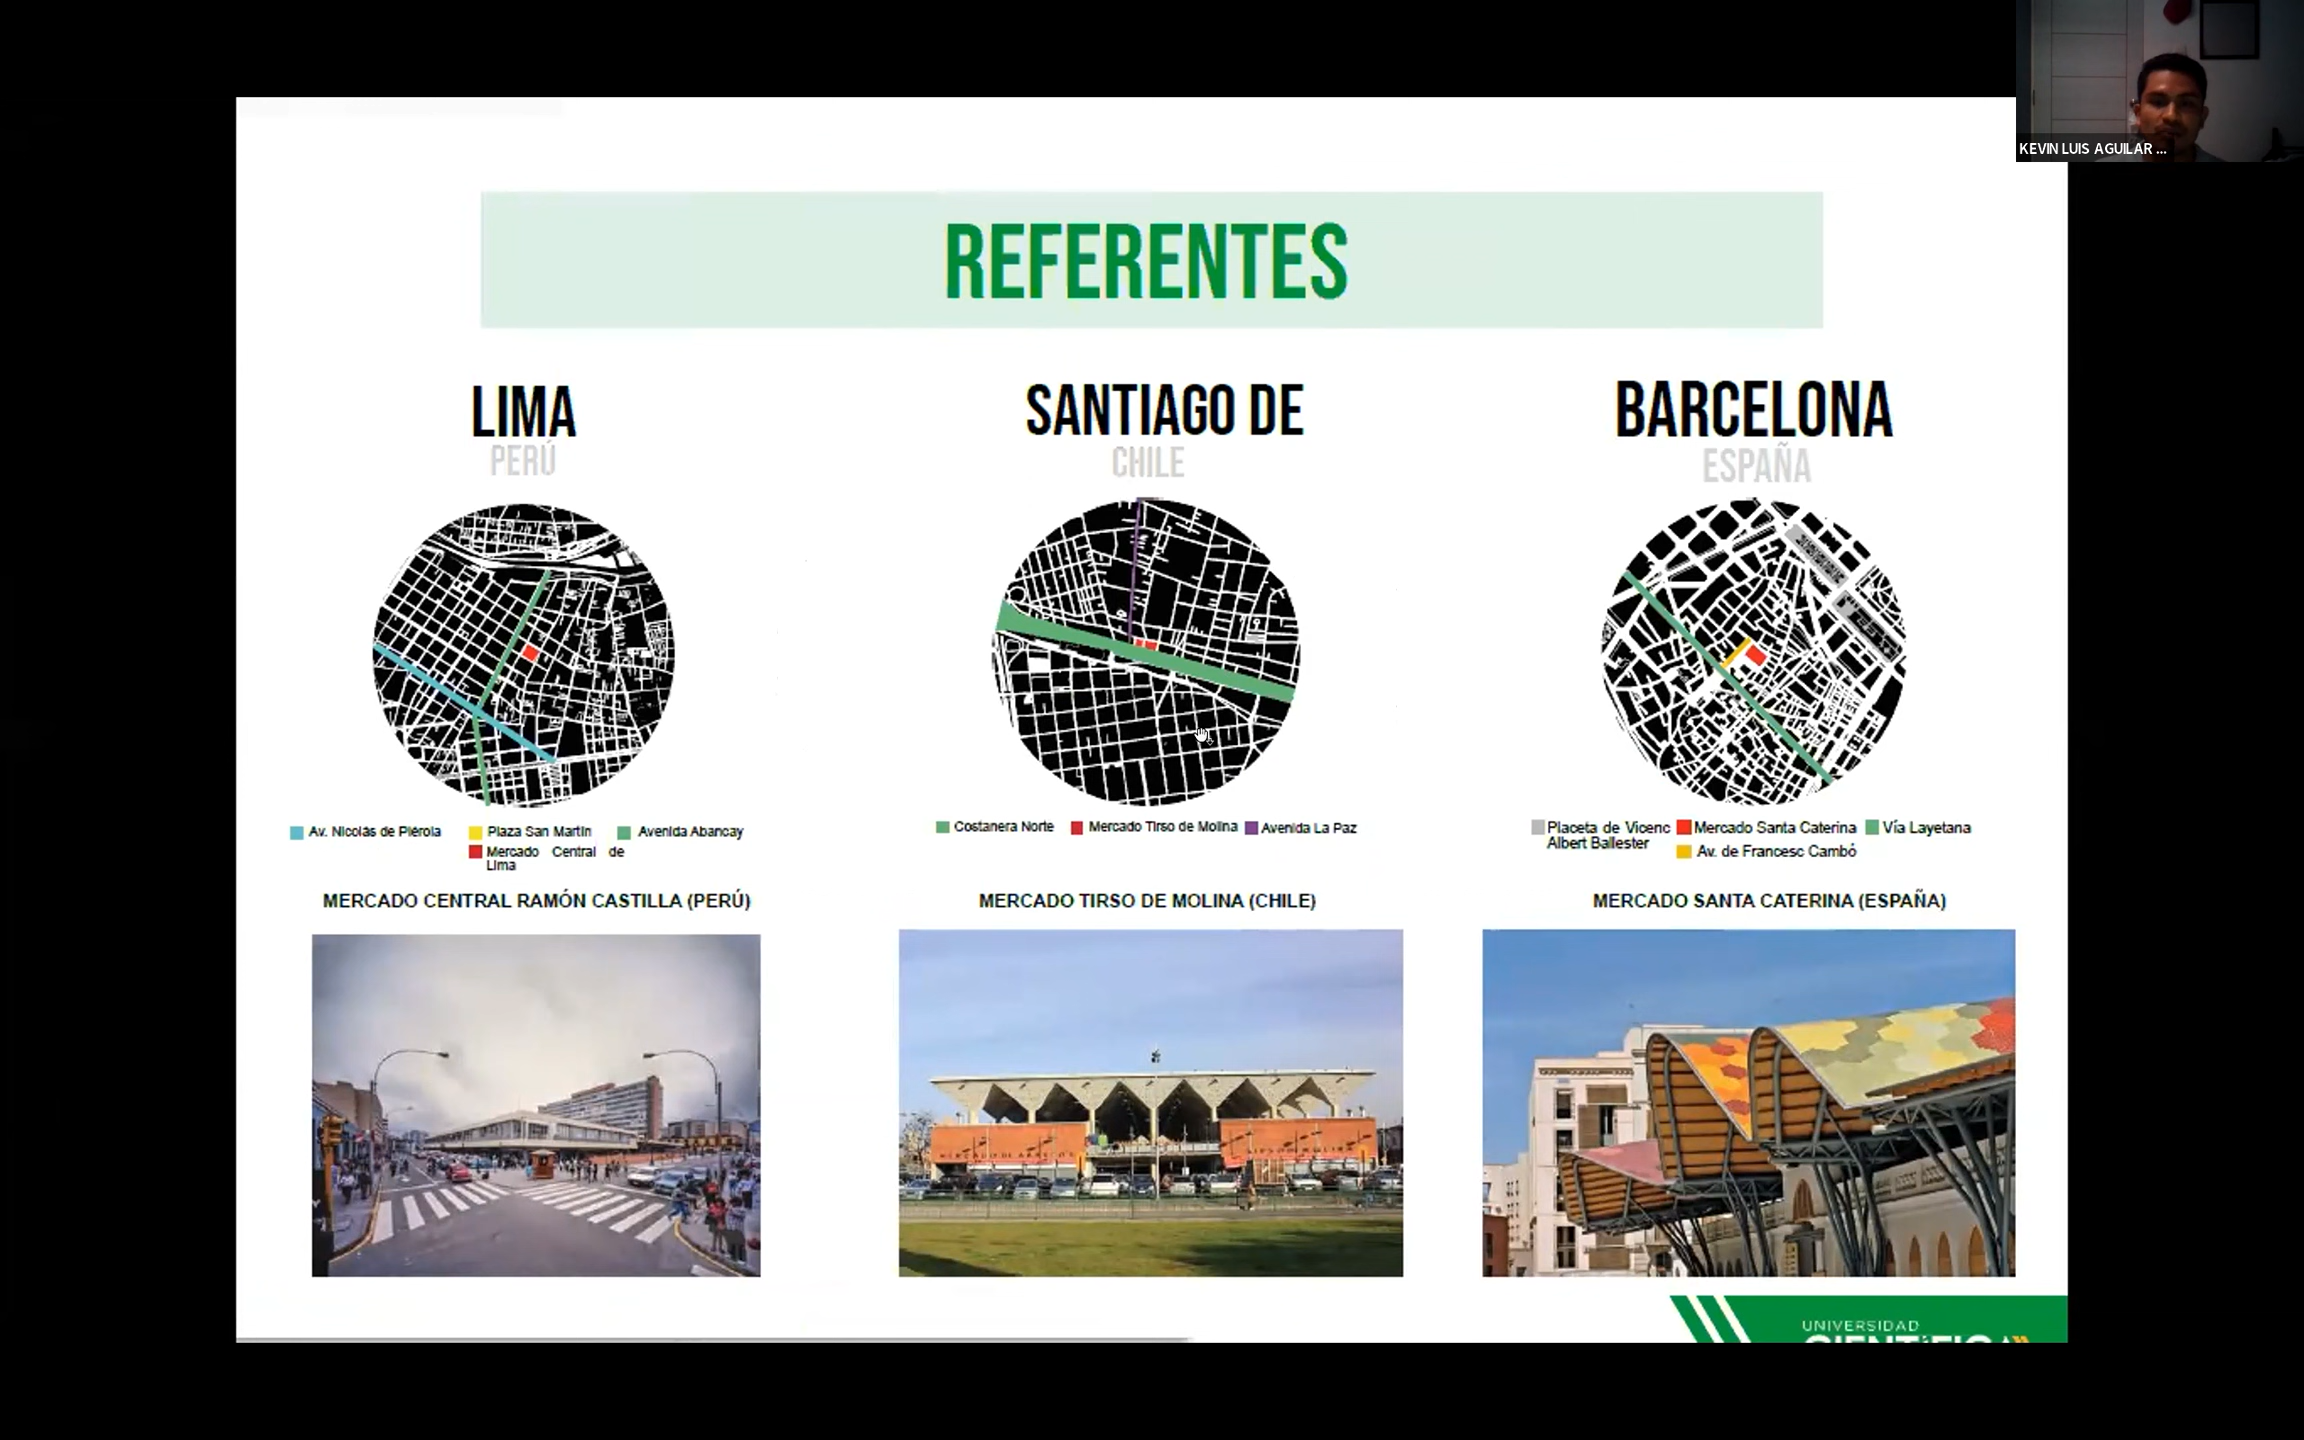 KEVIN LUIS AGUILAR ...
REFERENTES
LIMA
PERÚ
SANTIAGO DE
CHILE
BARCELONA
ESPAÑA
Av. Nicolás de Piérola
Plaza San Martín
Avenida Abancay
Mercado Central de
Lima
Costanera Norte
Mercado Tirso de Molina
Avenida La Paz
Placeta de Vicenc
Albert Ballester
Mercado Santa Caterina
Vía Layetana
Av. de Francesc Cambó
MERCADO CENTRAL RAMÓN CASTILLA (PERÚ)
MERCADO TIRSO DE MOLINA (CHILE)
MERCADO SANTA CATERINA (ESPAÑA)
UNIVERSIDAD
CIENTÍFICA